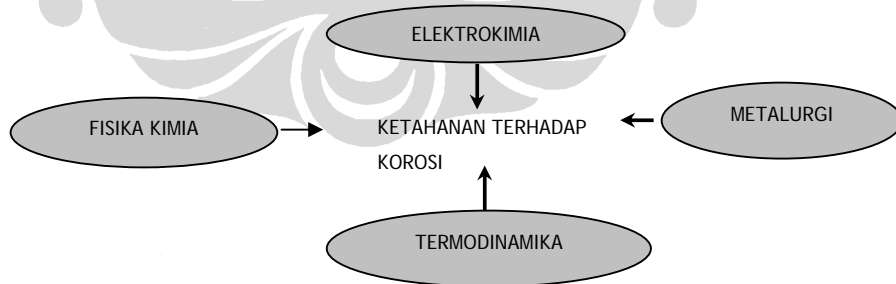 ELEKTROKIMIA
FISIKA KIMIA
KETAHANAN TERHADAP
KOROSI
METALURGI
TERMODINAMIKA